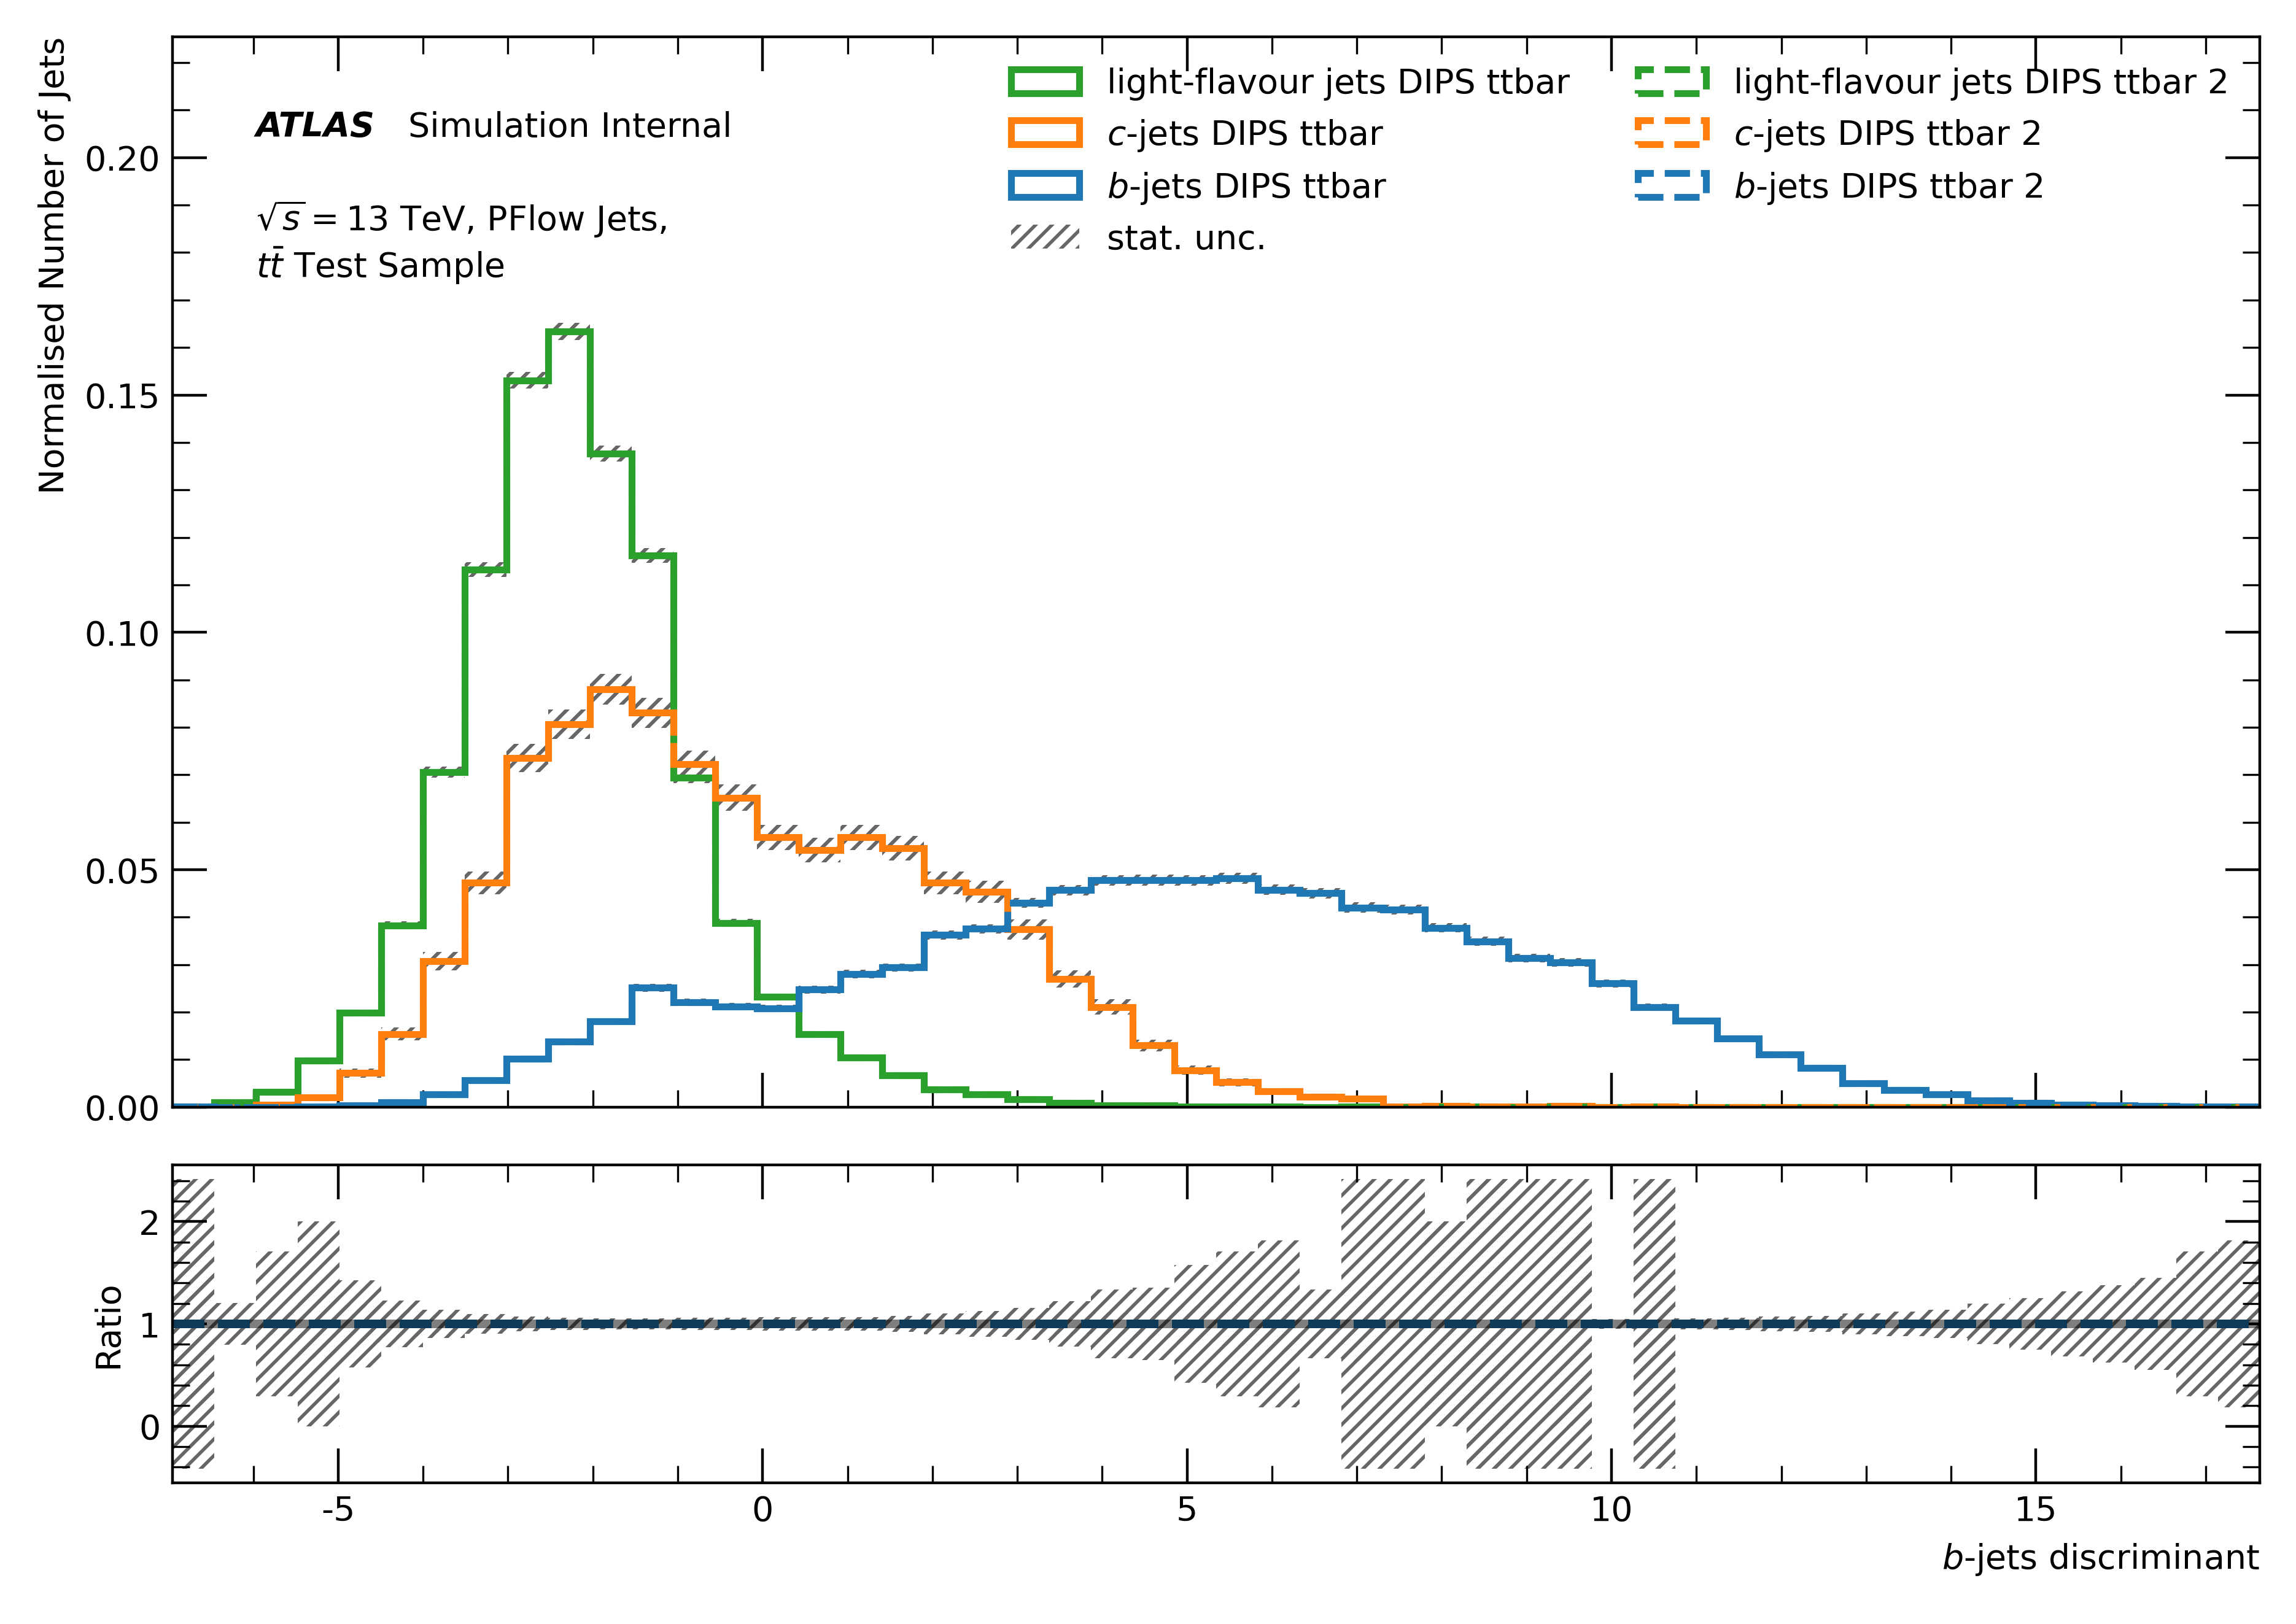 Normalised Number of Jets
0.20
0.15
0.10
0.05
0.00
ATLAS Simulation Internal
√s = 13 TeV, PFlow Jets,
tt̄ Test Sample
light-flavour jets DIPS ttbar
c-jets DIPS ttbar
b-jets DIPS ttbar
stat. unc.
light-flavour jets DIPS ttbar 2
c-jets DIPS ttbar 2
b-jets DIPS ttbar 2
Ratio
2
1
0
-5 0 5 10 15
b-jets discriminant